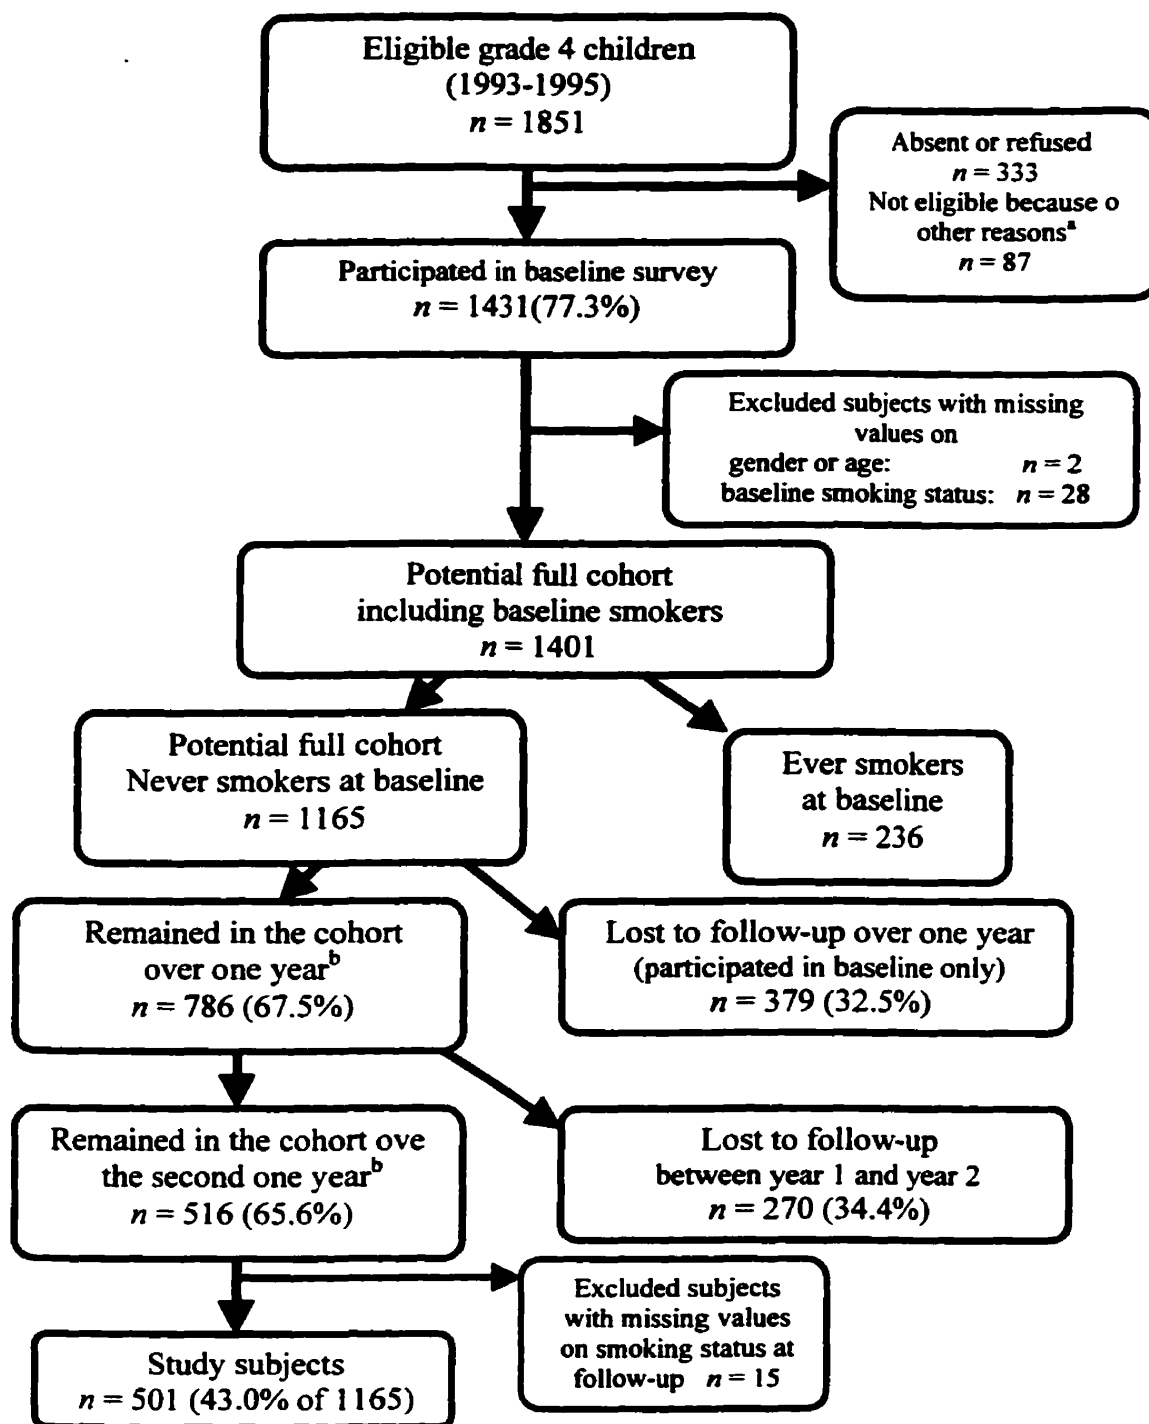 Eligible grade 4 children
(1993-1995)
n = 1851
Absent or refused
n = 333
Not eligible because o
other reasonsᵃ
n = 87
Participated in baseline survey
n = 1431(77.3%)
Excluded subjects with missing
values on
gender or age: n = 2
baseline smoking status: n = 28
Potential full cohort
including baseline smokers
n = 1401
Potential full cohort
Never smokers at baseline
n = 1165
Ever smokers
at baseline
n = 236
Remained in the cohort
over one yearᵇ
n = 786 (67.5%)
Lost to follow-up over one year
(participated in baseline only)
n = 379 (32.5%)
Remained in the cohort ove
the second one yearᵇ
n = 516 (65.6%)
Lost to follow-up
between year 1 and year 2
n = 270 (34.4%)
Excluded subjects
with missing values
on smoking status at
follow-up n = 15
Study subjects
n = 501 (43.0% of 1165)